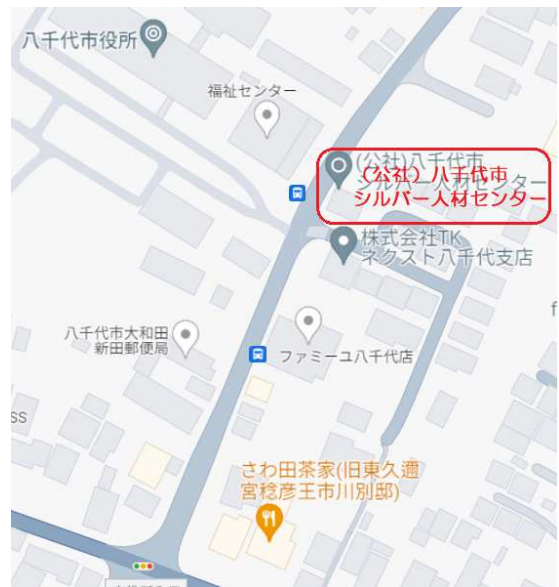 八千代市役所
福祉センター
(公社)八千代市
シルバー人材センター
(公社)八千代市
シルバー人材センター
株式会社TK
ネクスト八千代支店
八千代市大和田
新田郵便局
ファミーユ八千代店
SS
さわ田茶家(旧東久邇
宮稔彦王市川別邸)